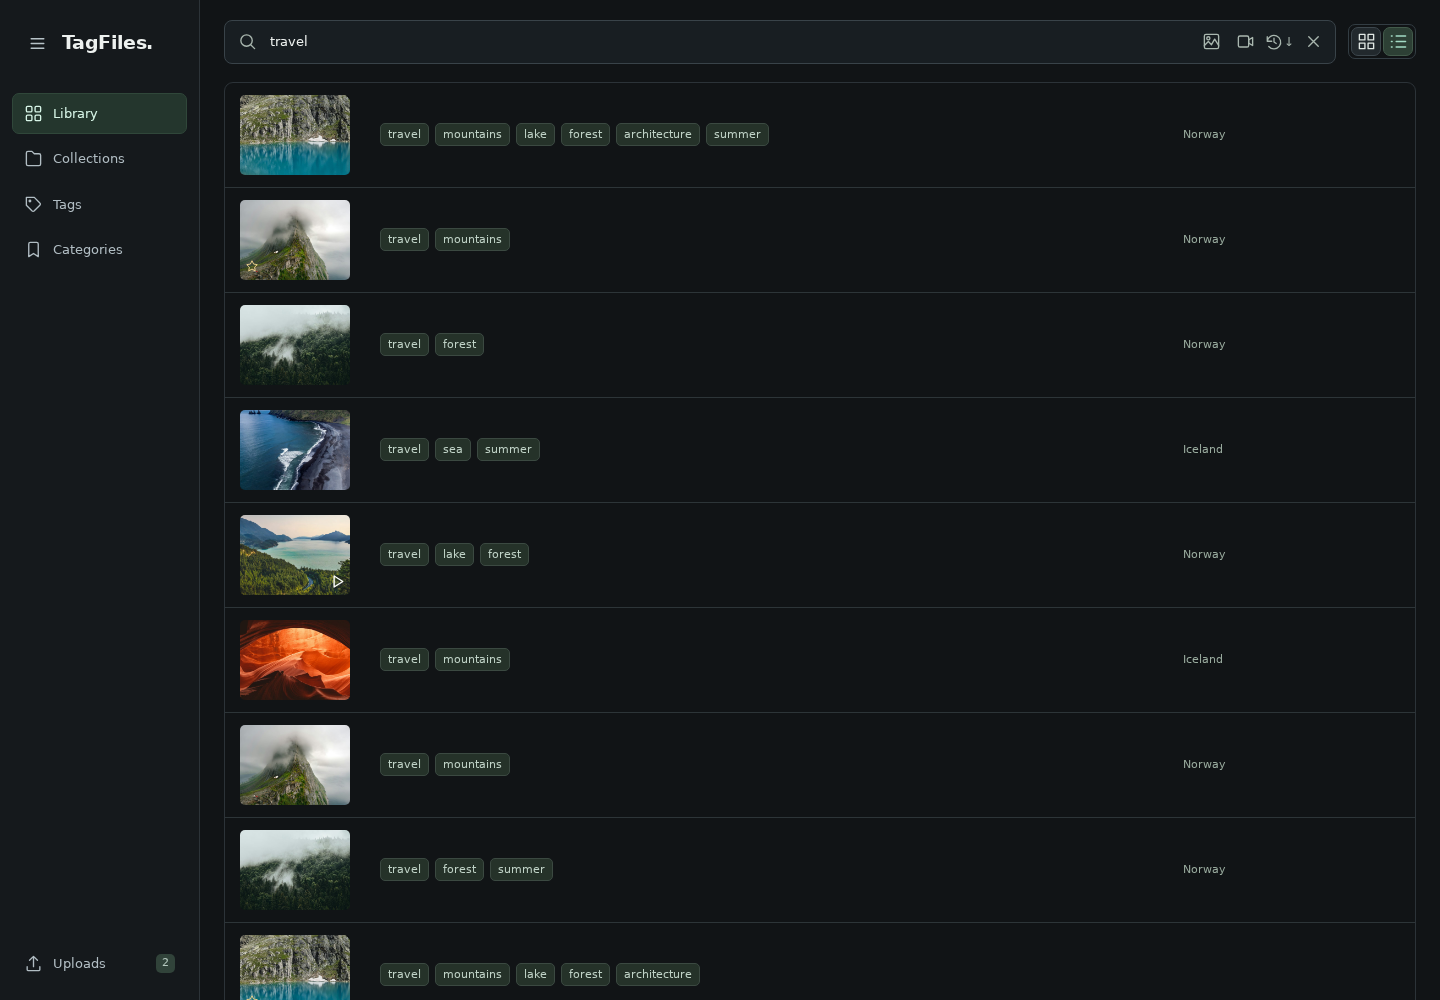 TagFiles.
travel
Library
Collections
Tags
Categories
travel mountains lake forest architecture summer Norway
travel mountains Norway
travel forest Norway
travel sea summer Iceland
travel lake forest Norway
travel mountains Iceland
travel mountains Norway
travel forest summer Norway
travel mountains lake forest architecture
Uploads 2